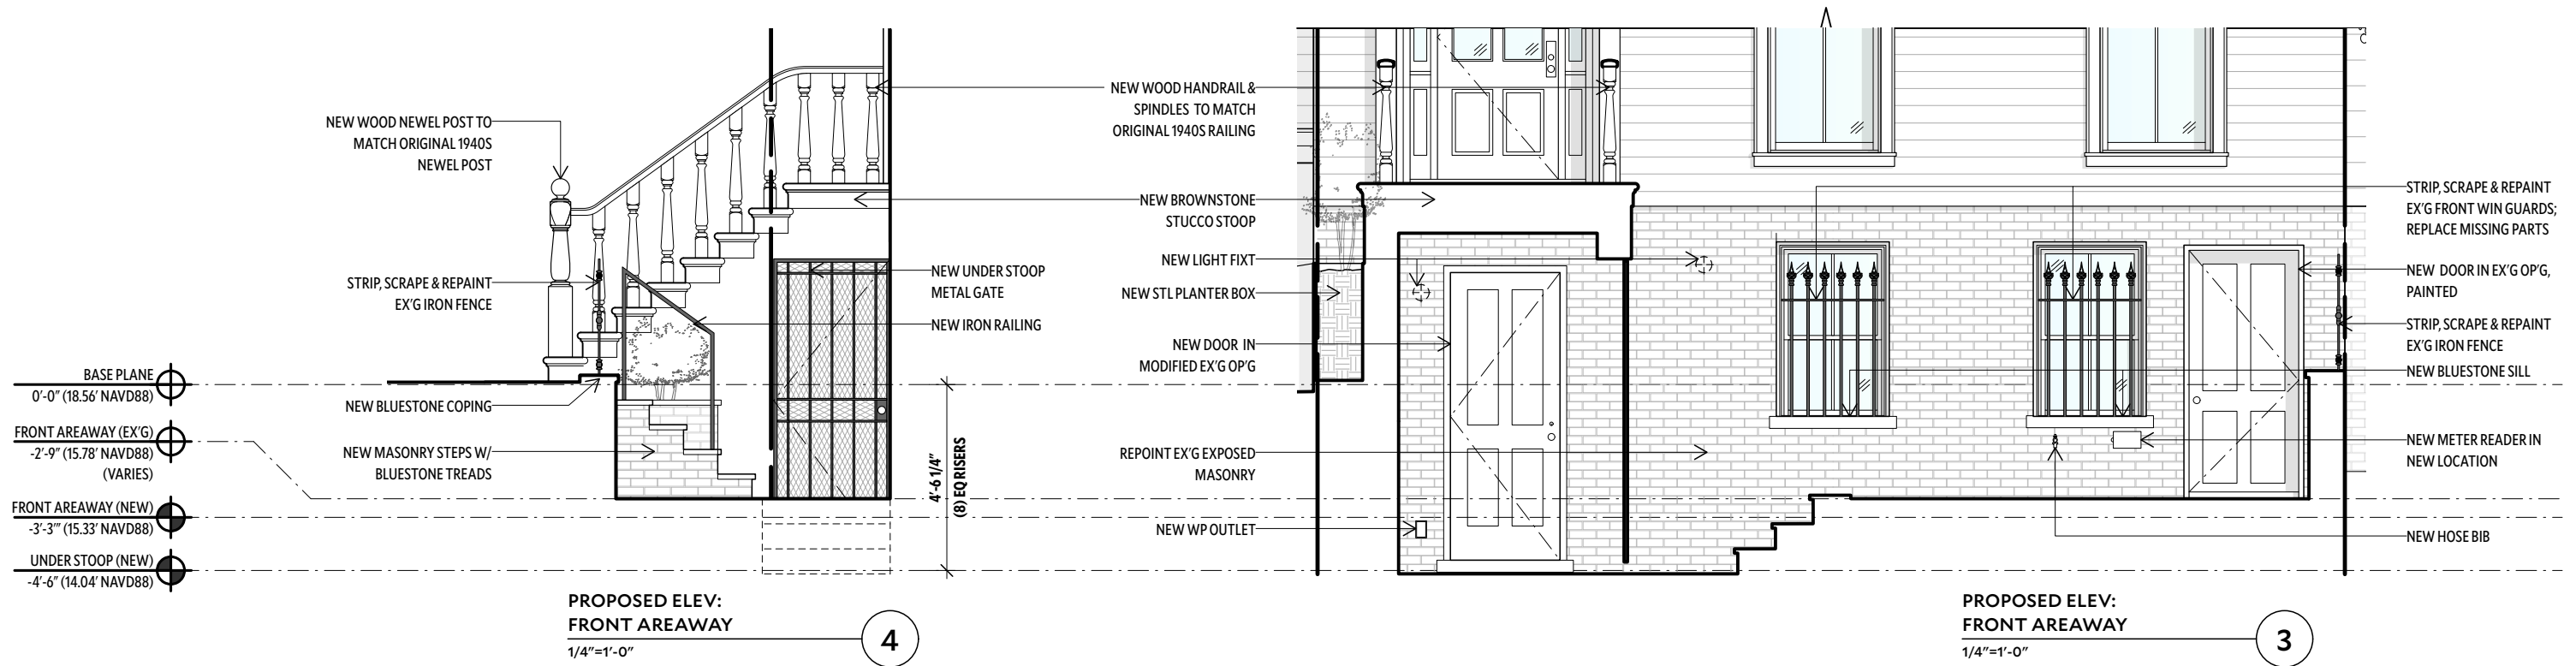 NEW WOOD NEWEL POST TO
MATCH ORIGINAL 1940S
NEWEL POST
STRIP, SCRAPE & REPAINT
EX'G IRON FENCE
BASE PLANE
0'-0" (18.56' NAVD88)
NEW BLUESTONE COPING
FRONT AREAWAY (EX'G)
-2'-9" (15.78' NAVD88)
(VARIES)
NEW MASONRY STEPS W/
BLUESTONE TREADS
FRONT AREAWAY (NEW)
-3'-3'" (15.33' NAVD88)
UNDER STOOP (NEW)
-4'-6" (14.04' NAVD88)
NEW UNDER STOOP
METAL GATE
NEW IRON RAILING
4'-6 1/4"
(8) EQ RISERS
PROPOSED ELEV:
FRONT AREAWAY
1/4"=1'-0"
4
NEW WOOD HANDRAIL &
SPINDLES TO MATCH
ORIGINAL 1940S RAILING
NEW BROWNSTONE
STUCCO STOOP
NEW LIGHT FIXT
NEW STL PLANTER BOX
NEW DOOR IN
MODIFIED EX'G OP'G
REPOINT EX'G EXPOSED
MASONRY
NEW WP OUTLET
STRIP, SCRAPE & REPAINT
EX'G FRONT WIN GUARDS;
REPLACE MISSING PARTS
NEW DOOR IN EX'G OP'G,
PAINTED
STRIP, SCRAPE & REPAINT
EX'G IRON FENCE
NEW BLUESTONE SILL
NEW METER READER IN
NEW LOCATION
NEW HOSE BIB
PROPOSED ELEV:
FRONT AREAWAY
1/4"=1'-0"
3